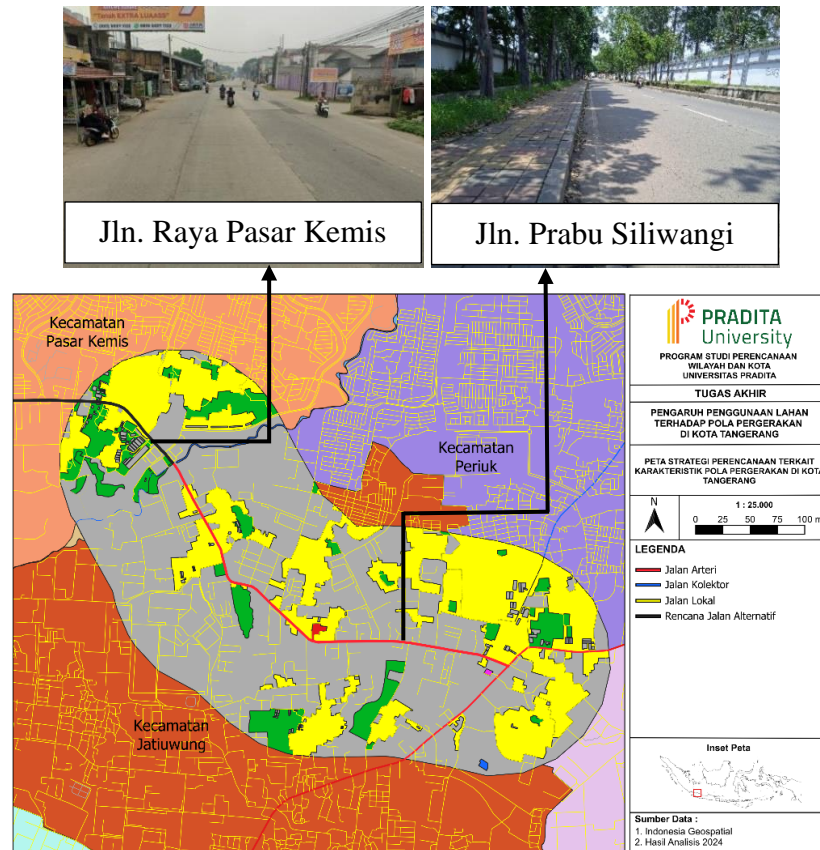 "Tanah EXTRA LUASS"
Jln. Raya Pasar Kemis
Jln. Prabu Siliwangi
Kecamatan
Pasar Kemis
Kecamatan
Periuk
Kecamatan
Jatiuwung
PRADITA
University
PROGRAM STUDI PERENCANAAN
WILAYAH DAN KOTA
UNIVERSITAS PRADITA
TUGAS AKHIR
PENGARUH PENGGUNAAN LAHAN
TERHADAP POLA PERGERAKAN
DI KOTA TANGERANG
PETA STRATEGI PERENCANAAN TERKAIT
KARAKTERISTIK POLA PERGERAKAN DI KOTA
TANGERANG
N
1 : 25.000
0 25 50 75 100 m
LEGENDA
Jalan Arteri
Jalan Kolektor
Jalan Lokal
Rencana Jalan Alternatif
Inset Peta
Sumber Data :
1. Indonesia Geospatial
2. Hasil Analisis 2024